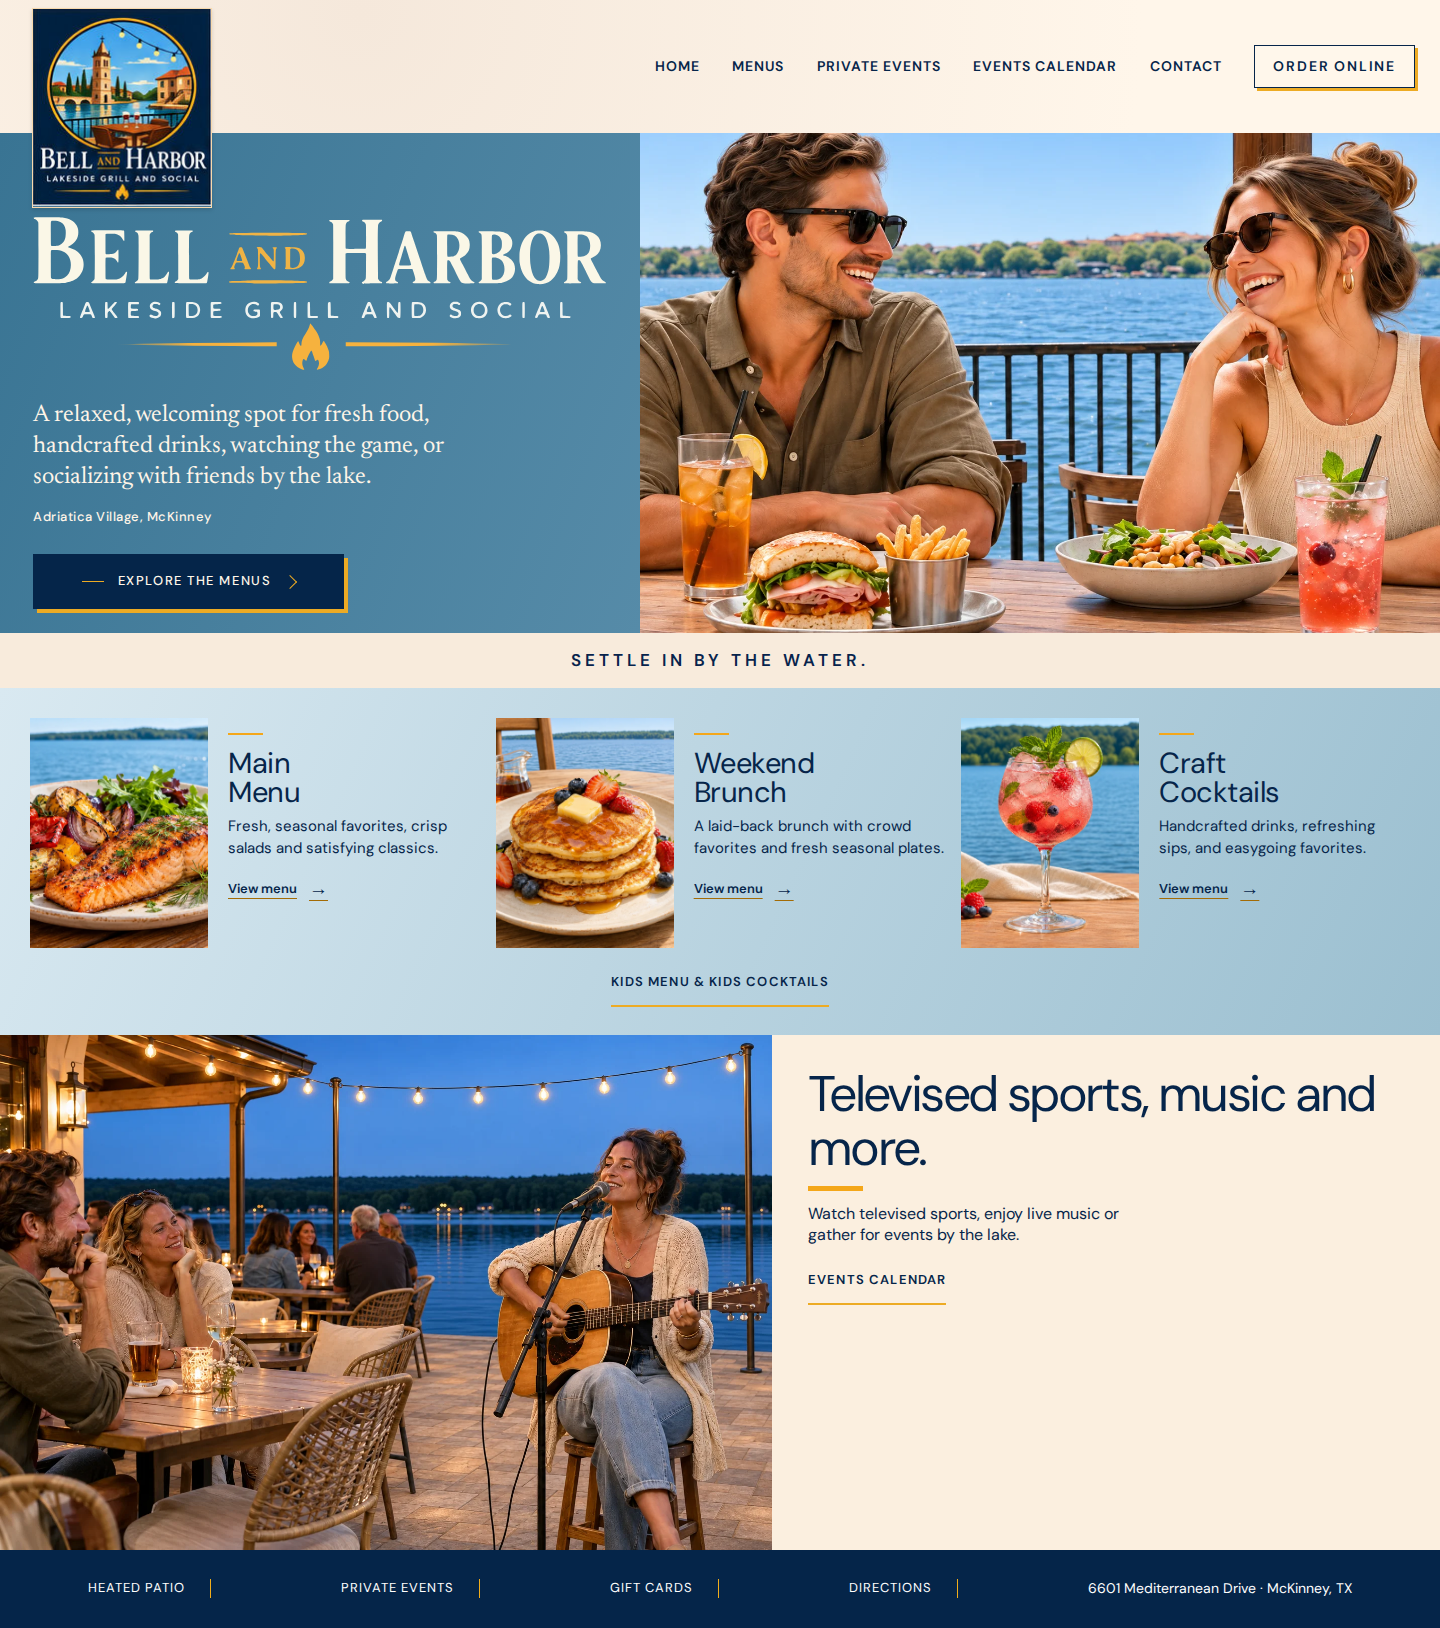 BELL AND HARBOR
LAKESIDE GRILL AND SOCIAL
HOME MENUS PRIVATE EVENTS EVENTS CALENDAR CONTACT ORDER ONLINE
BELL AND HARBOR
LAKESIDE GRILL AND SOCIAL
A relaxed, welcoming spot for fresh food,
handcrafted drinks, watching the game, or
socializing with friends by the lake.
Adriatica Village, McKinney
EXPLORE THE MENUS
SETTLE IN BY THE WATER.
Main
Menu
Fresh, seasonal favorites, crisp
salads and satisfying classics.
View menu →
Weekend
Brunch
A laid-back brunch with crowd
favorites and fresh seasonal plates.
View menu →
Craft
Cocktails
Handcrafted drinks, refreshing
sips, and easygoing favorites.
View menu →
KIDS MENU & KIDS COCKTAILS
Televised sports, music and
more.
Watch televised sports, enjoy live music or
gather for events by the lake.
EVENTS CALENDAR
HEATED PATIO PRIVATE EVENTS GIFT CARDS DIRECTIONS 6601 Mediterranean Drive · McKinney, TX